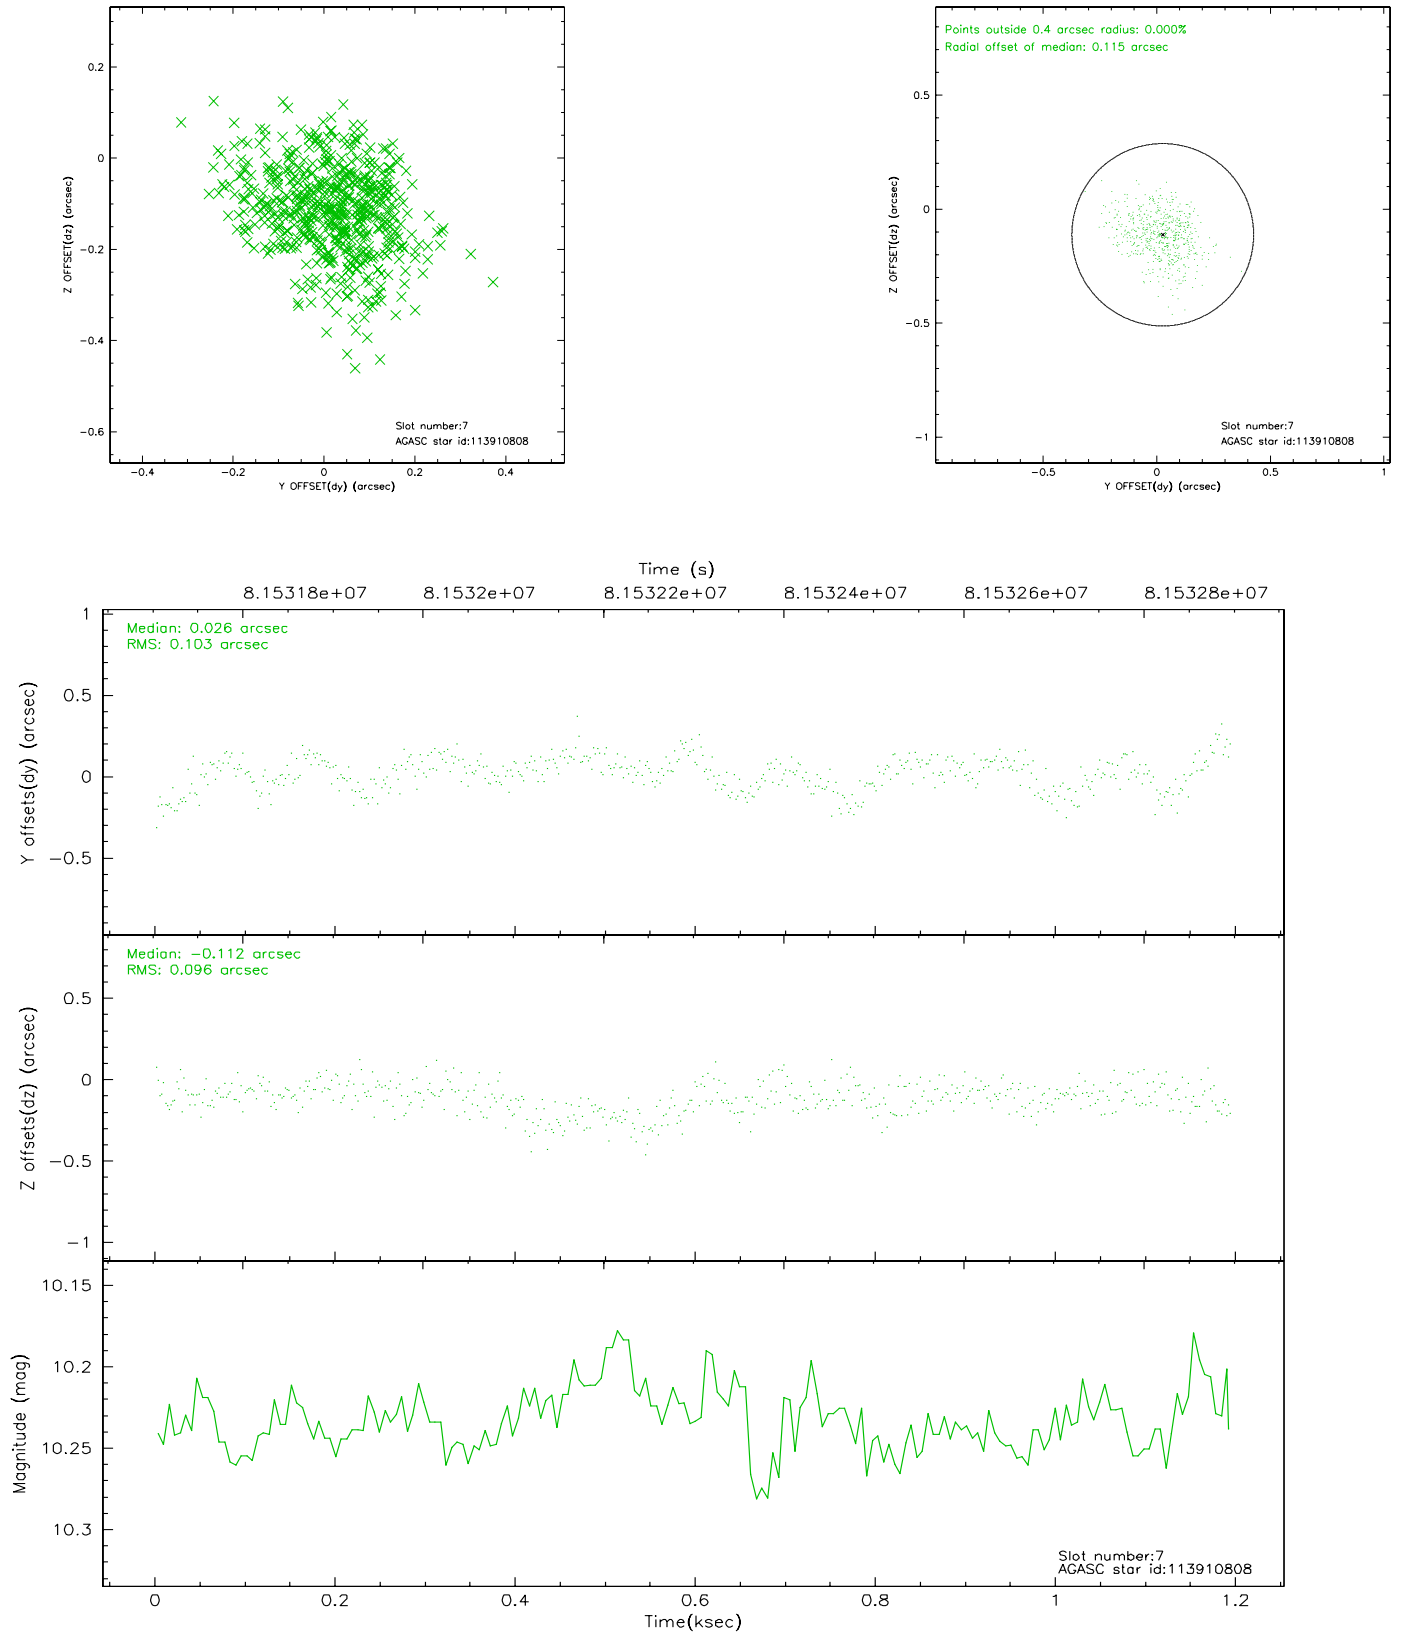 0.2
0
−0.2
−0.4
−0.6
−0.4
−0.2
0
0.2
0.4
Z OFFSET(dz) (arcsec)
Y OFFSET(dy) (arcsec)
Slot number:7
AGASC star id:113910808
Points outside 0.4 arcsec radius: 0.000%
Radial offset of median: 0.115 arcsec
0.5
0
−0.5
−1
−0.5
0
0.5
1
Z OFFSET(dz) (arcsec)
Y OFFSET(dy) (arcsec)
Slot number:7
AGASC star id:113910808
Time (s)
8.15318e+07
8.1532e+07
8.15322e+07
8.15324e+07
8.15326e+07
8.15328e+07
Median: 0.026 arcsec
RMS: 0.103 arcsec
1
0.5
0
−0.5
Y offsets(dy) (arcsec)
Median: −0.112 arcsec
RMS: 0.096 arcsec
0.5
0
−0.5
−1
Z offsets(dz) (arcsec)
10.15
10.2
10.25
10.3
Magnitude (mag)
Slot number:7
AGASC star id:113910808
0
0.2
0.4
0.6
0.8
1
1.2
Time(ksec)